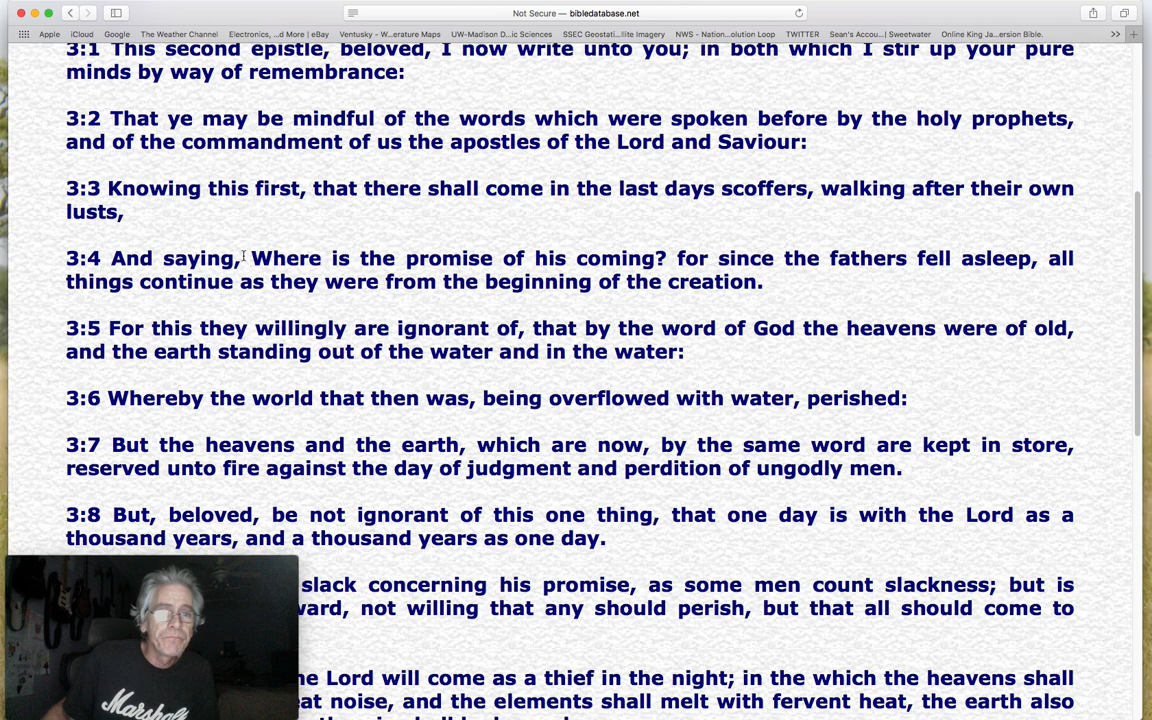 Not Secure — bibledatabase.net
Apple iCloud Google The Weather Channel Electronics, ...d More | eBay Ventusky - W...erature Maps UW-Madison D...ic Sciences SSEC Geostati...llite Imagery NWS - Nation...olution Loop TWITTER Sean's Accou...| Sweetwater Online King Ja...ersion Bible. >>
3:1 This second epistle, beloved, I now write unto you; in both which I stir up your pure
minds by way of remembrance:
3:2 That ye may be mindful of the words which were spoken before by the holy prophets,
and of the commandment of us the apostles of the Lord and Saviour:
3:3 Knowing this first, that there shall come in the last days scoffers, walking after their own
lusts,
3:4 And saying, Where is the promise of his coming? for since the fathers fell asleep, all
things continue as they were from the beginning of the creation.
3:5 For this they willingly are ignorant of, that by the word of God the heavens were of old,
and the earth standing out of the water and in the water:
3:6 Whereby the world that then was, being overflowed with water, perished:
3:7 But the heavens and the earth, which are now, by the same word are kept in store,
reserved unto fire against the day of judgment and perdition of ungodly men.
3:8 But, beloved, be not ignorant of this one thing, that one day is with the Lord as a
thousand years, and a thousand years as one day.
slack concerning his promise, as some men count slackness; but is
ward, not willing that any should perish, but that all should come to
he Lord will come as a thief in the night; in the which the heavens shall
eat noise, and the elements shall melt with fervent heat, the earth also
Marshall